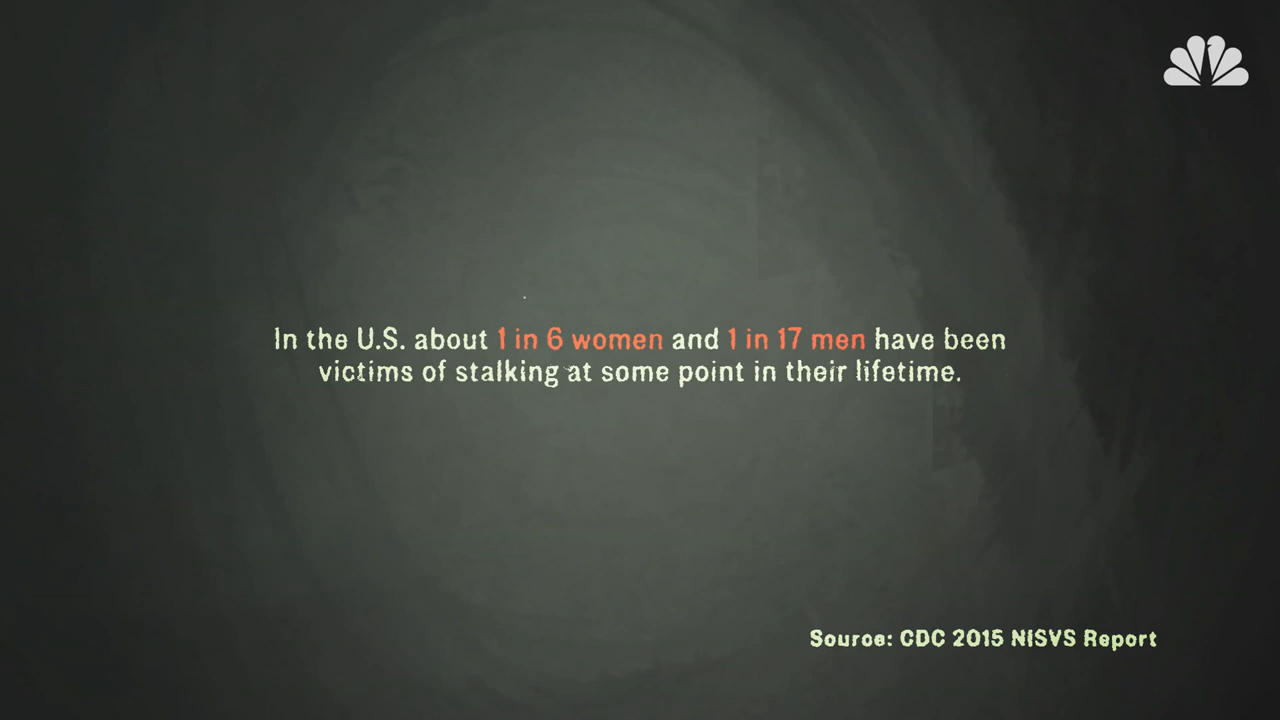 In the U.S. about 1 in 6 women and 1 in 17 men have been
victims of stalking at some point in their lifetime.
Source: CDC 2015 NISVS Report